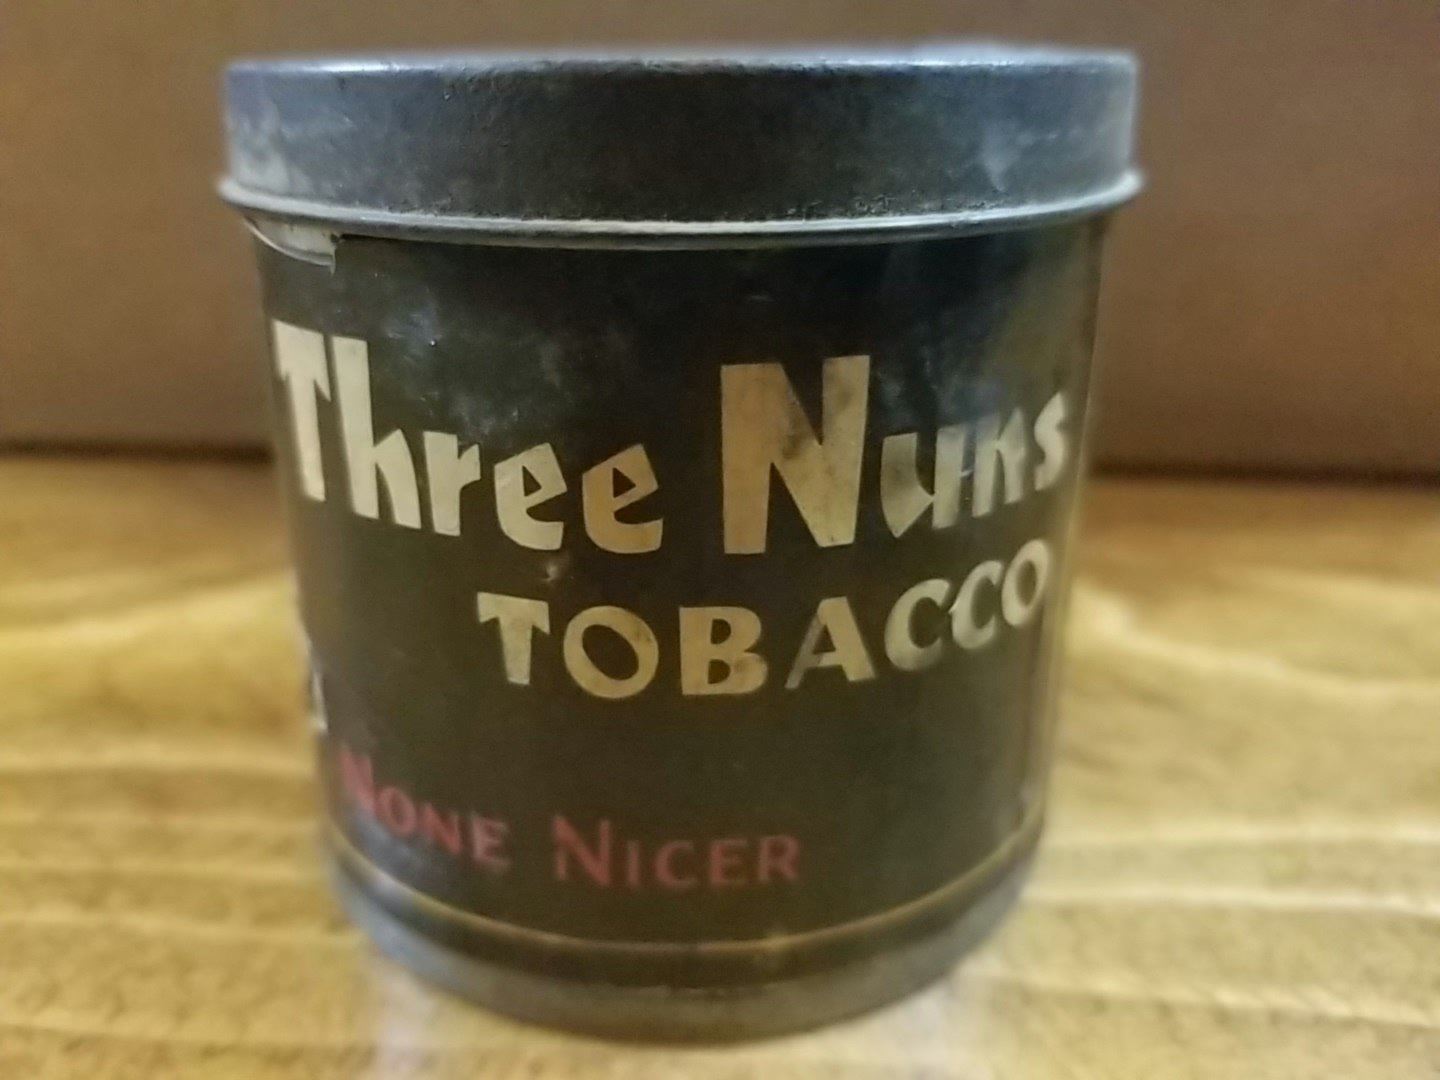 Three Nuns
TOBACCO
NONE NICER